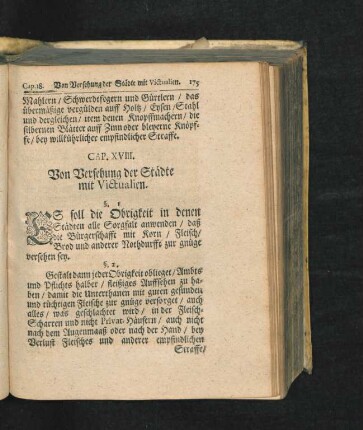 Cap.18. Von Versehung der Städte mit Victualien. 175
Mahlern / Schwerdtfegern und Gürtlern / das
übermäßige vergülden auff Holtz / Eysen / Stahl
und dergleichen / item denen Knopffmachern / die
silbernen Blätter auff Zinn oder bleyerne Knöpf-
fe / bey willkührlicher empfindlicher Straffe.
CAP. XVIII.
Von Versehung der Städte
mit Victualien.
§. 1
ES soll die Obrigkeit in denen
Städten alle Sorgfalt anwenden / daß
die Bürgerschafft mit Korn / Fleisch /
Brod und anderer Nothdurfft zur gnüge
versehen sey.
§. 2.
Gestalt dann jeder Obrigkeit oblieget / Ambts
und Pflichts halber / fleißiges Auffsehen zu ha-
ben / damit die Unterthanen mit guten gesunden
und tüchtigen Fleische zur gnüge versorget / auch
alles / was geschlachtet wird / in der Fleisch-
Scharren und nicht Privat-Häusern / auch nicht
nach dem Augenmaaß oder nach der Hand / bey
Verlust Fleisches und anderer empfindlichen
Straffe /